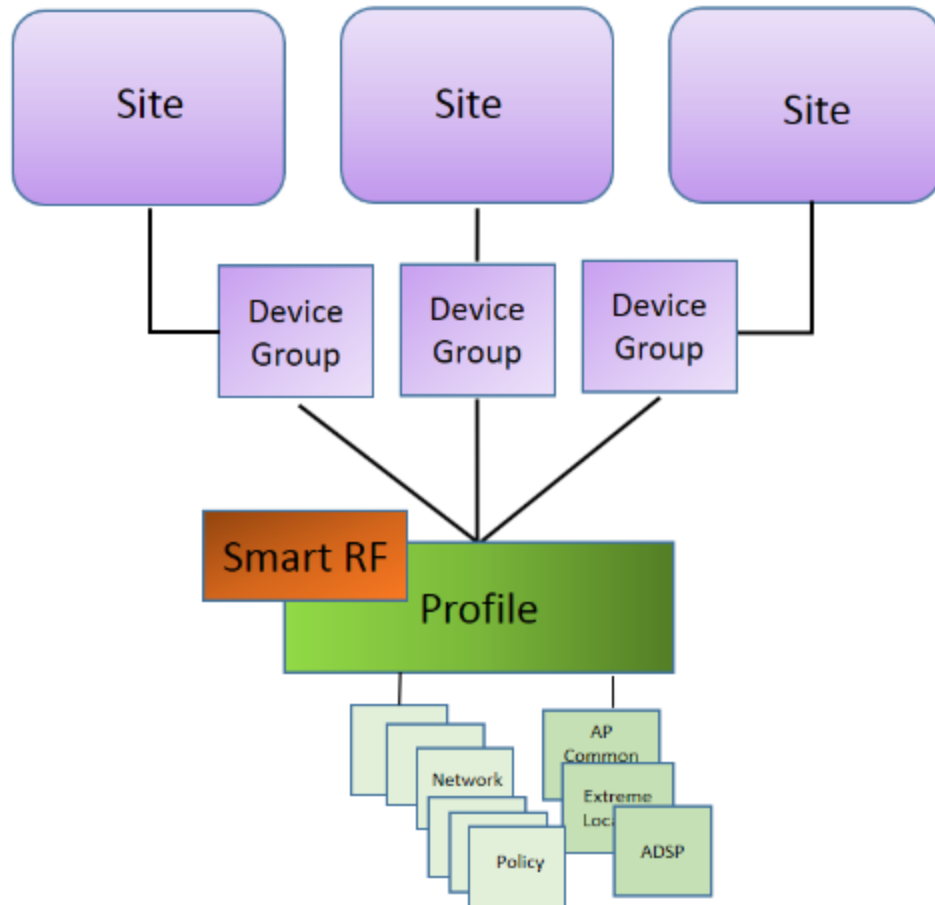 Site
Site
Site
Device
Group
Device
Group
Device
Group
Smart RF
Profile
Network
Policy
AP
Common
Extreme
ADSP